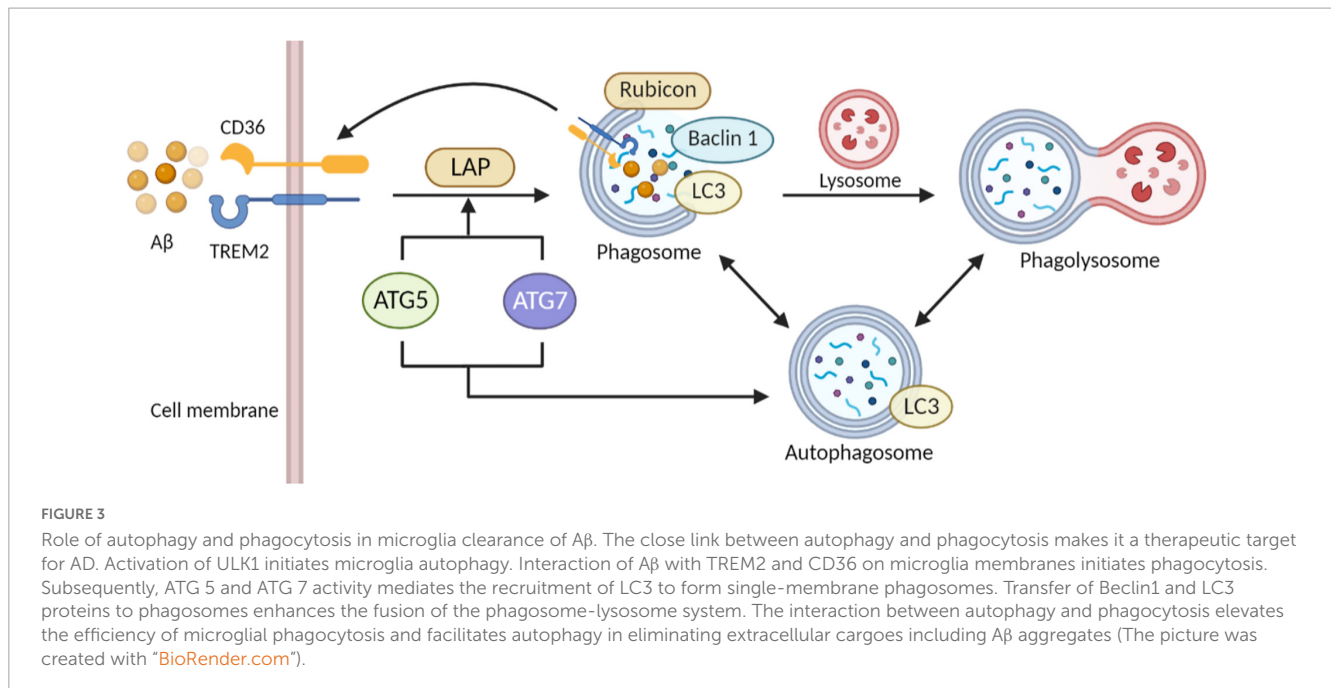 Rubicon
CD36
Baclin 1
LAP
LC3
Lysosome
Aβ
TREM2
Phagosome
Phagolysosome
ATG5
ATG7
Cell membrane
LC3
Autophagosome
FIGURE 3
Role of autophagy and phagocytosis in microglia clearance of Aβ. The close link between autophagy and phagocytosis makes it a therapeutic target
for AD. Activation of ULK1 initiates microglia autophagy. Interaction of Aβ with TREM2 and CD36 on microglia membranes initiates phagocytosis.
Subsequently, ATG 5 and ATG 7 activity mediates the recruitment of LC3 to form single-membrane phagosomes. Transfer of Beclin1 and LC3
proteins to phagosomes enhances the fusion of the phagosome-lysosome system. The interaction between autophagy and phagocytosis elevates
the efficiency of microglial phagocytosis and facilitates autophagy in eliminating extracellular cargoes including Aβ aggregates (The picture was
created with “BioRender.com”).